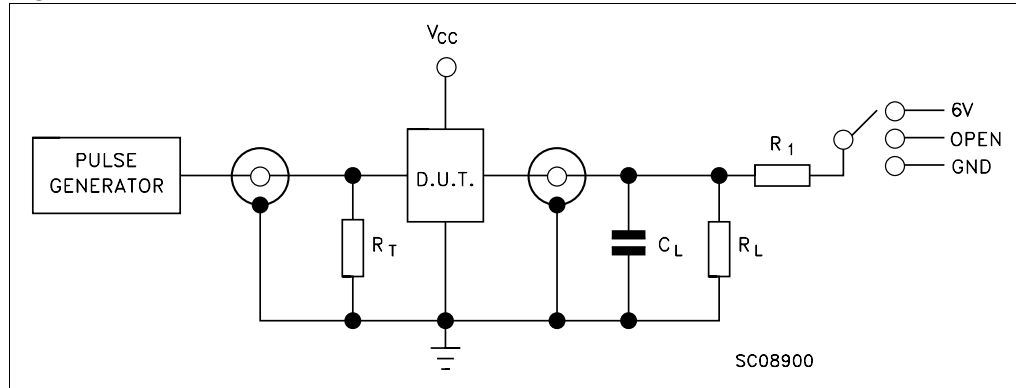 VCC
PULSE
GENERATOR
D.U.T.
RT
CL
RL
R1
6V
OPEN
GND
SC08900